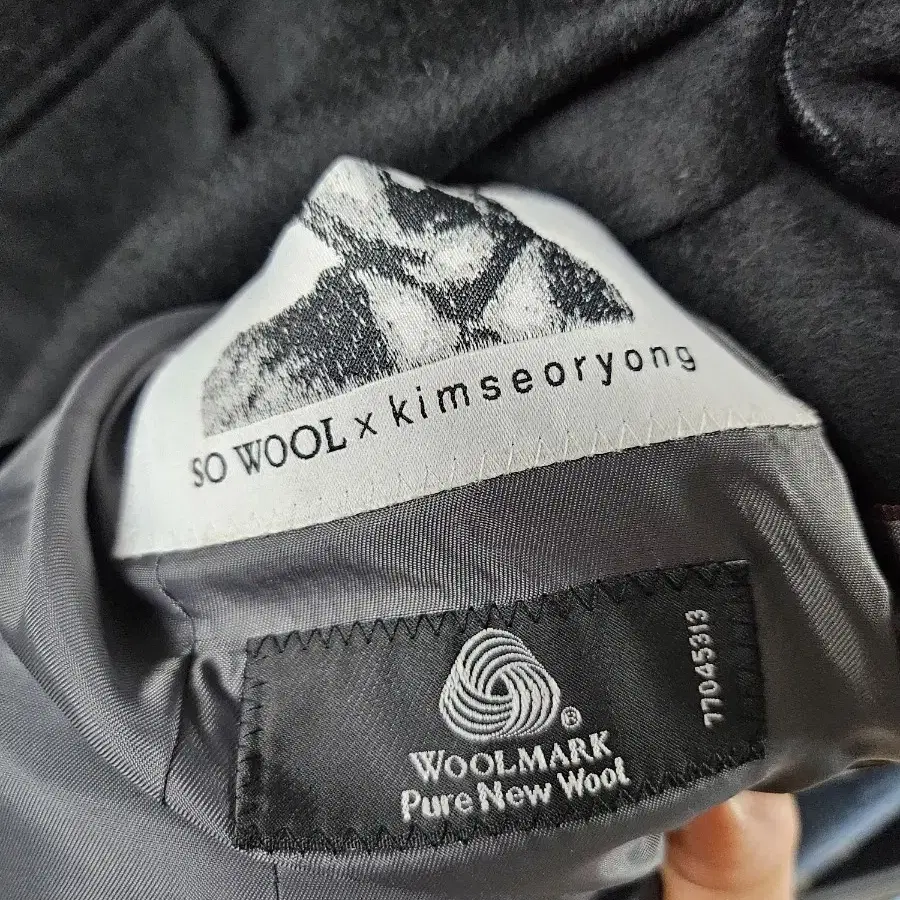 SO WOOL x kimseoryong
77045313
®
WOOLMARK
Pure New Wool